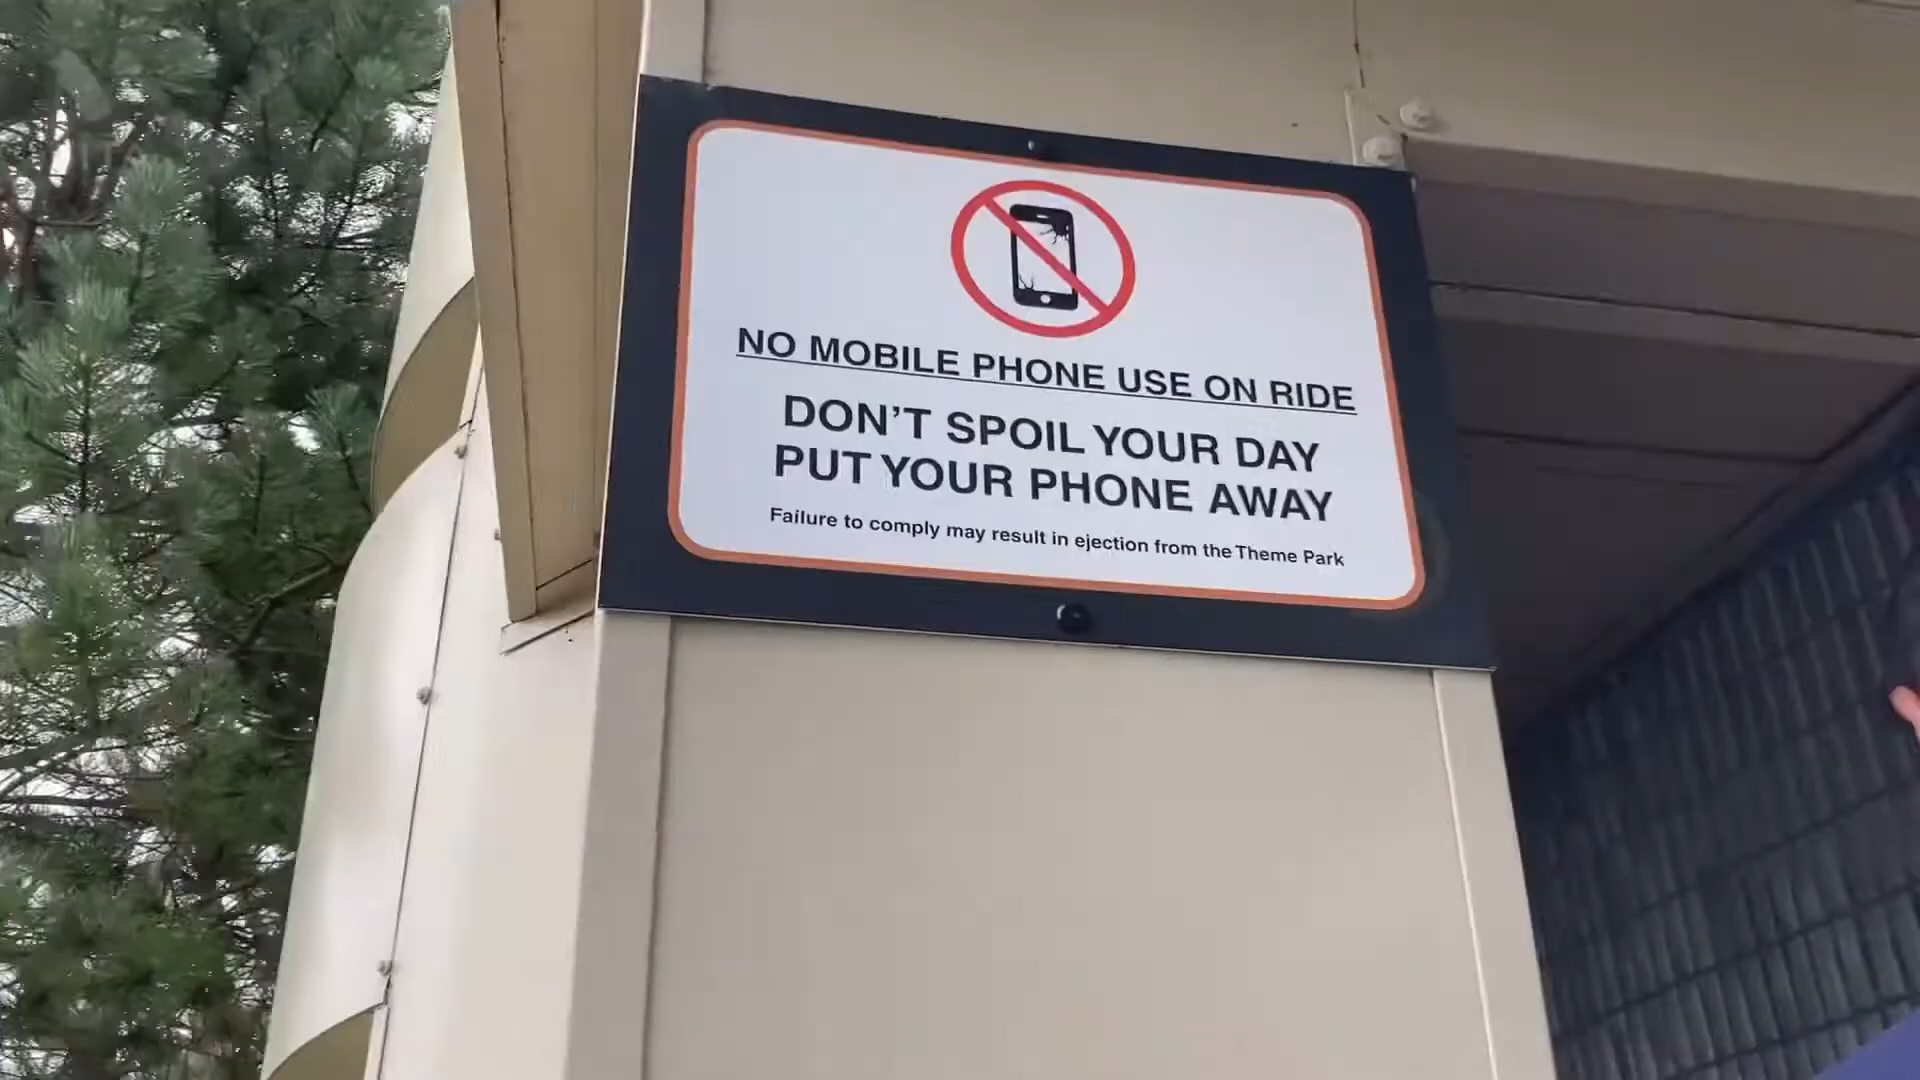 NO MOBILE PHONE USE ON RIDE
DON'T SPOIL YOUR DAY
PUT YOUR PHONE AWAY
Failure to comply may result in ejection from the Theme Park